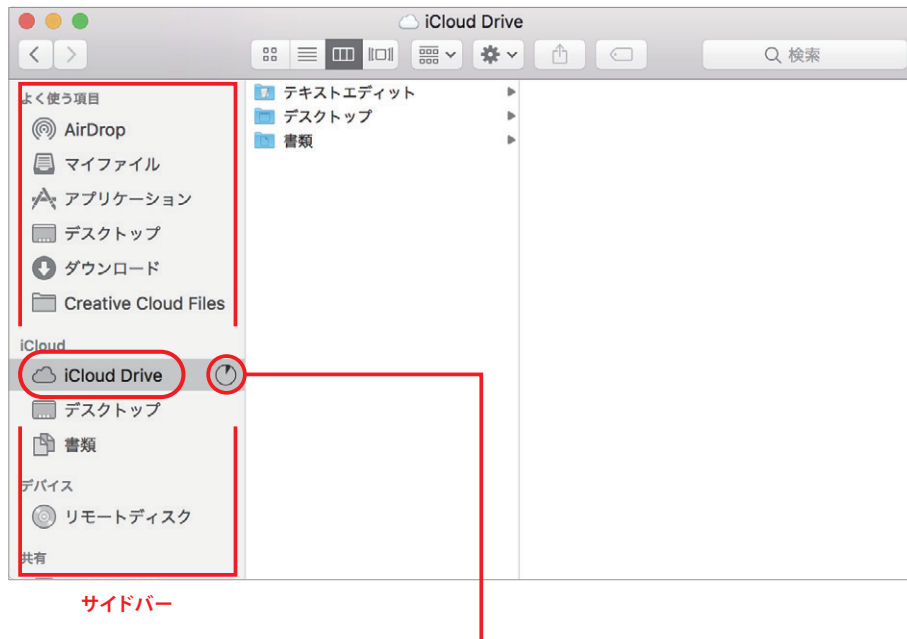 iCloud Drive
検索
よく使う項目
AirDrop
マイファイル
アプリケーション
デスクトップ
ダウンロード
Creative Cloud Files
iCloud
iCloud Drive
デスクトップ
書類
デバイス
リモートディスク
共有
テキストエディット
デスクトップ
書類
サイドバー